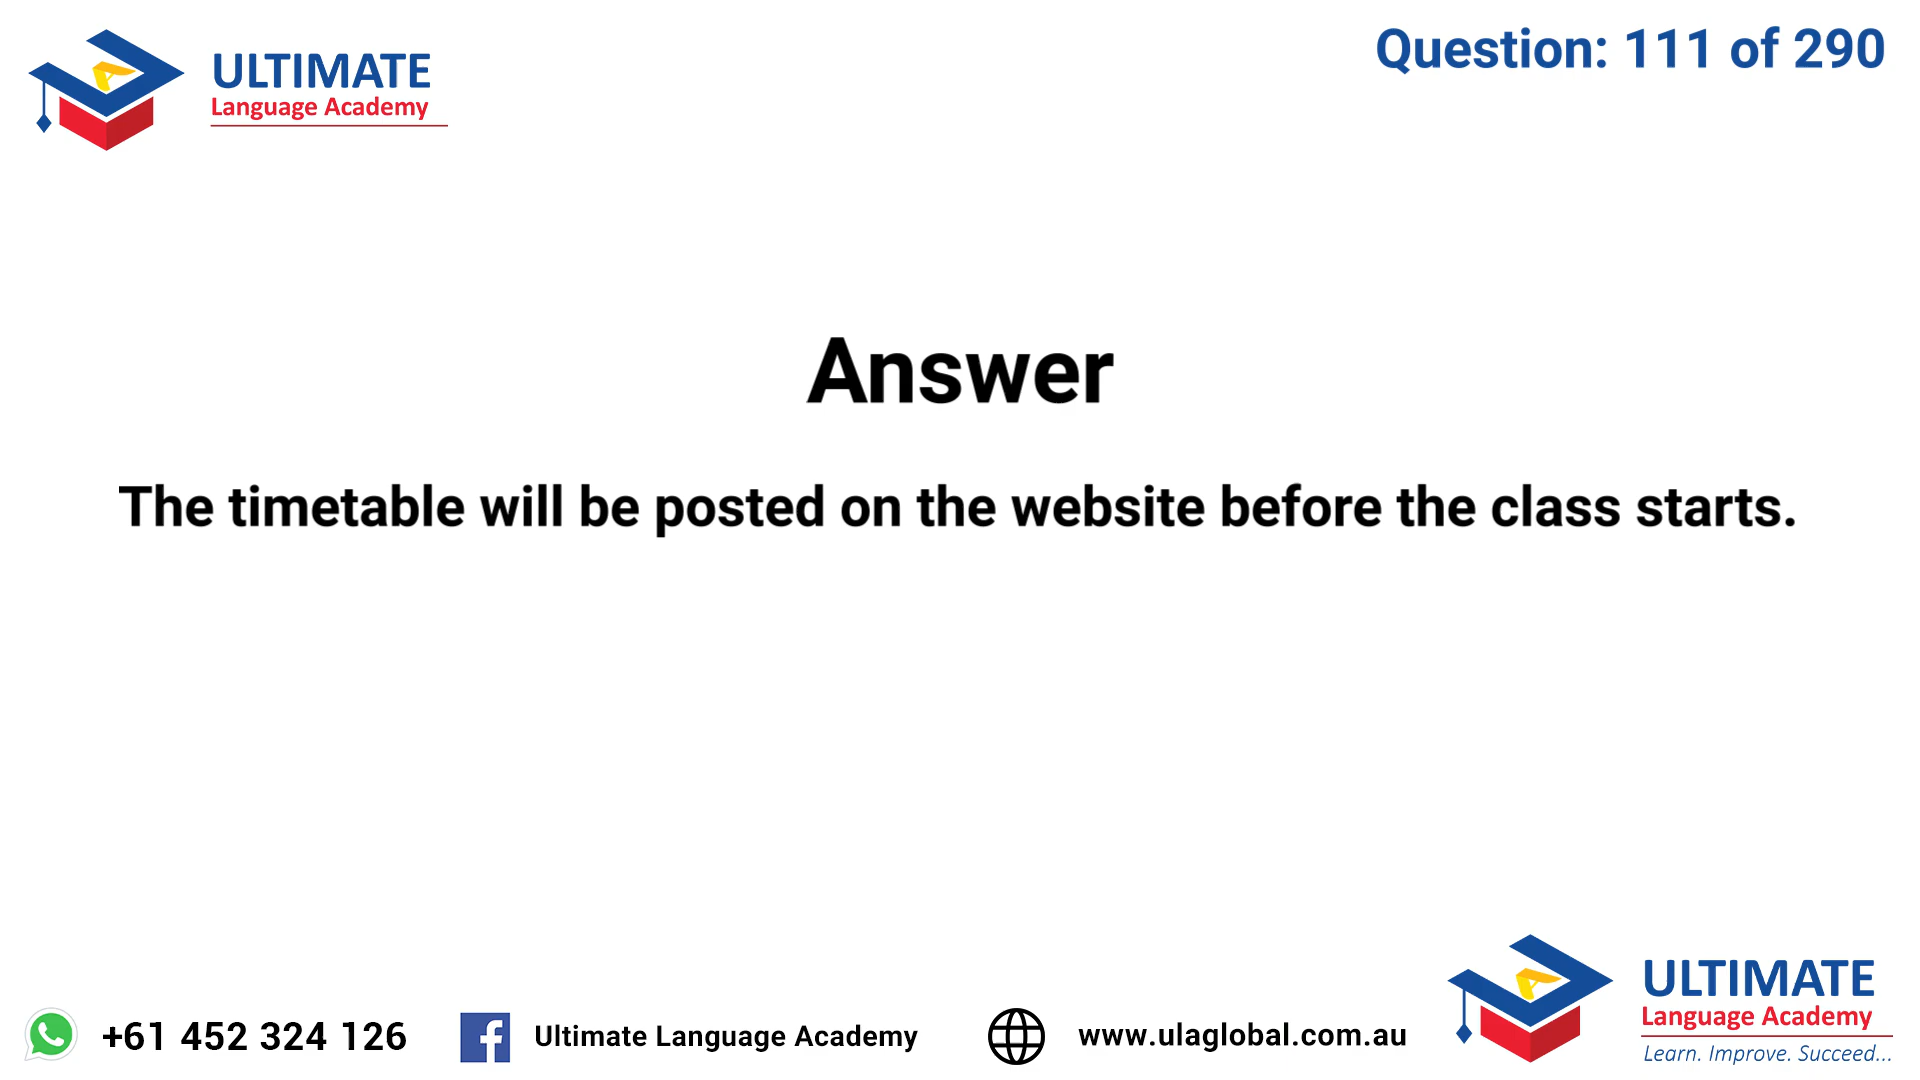 ULTIMATE
Language Academy
Question: 111 of 290
Answer
The timetable will be posted on the website before the class starts.
+61 452 324 126
Ultimate Language Academy
www.ulaglobal.com.au
ULTIMATE
Language Academy
Learn. Improve. Succeed...